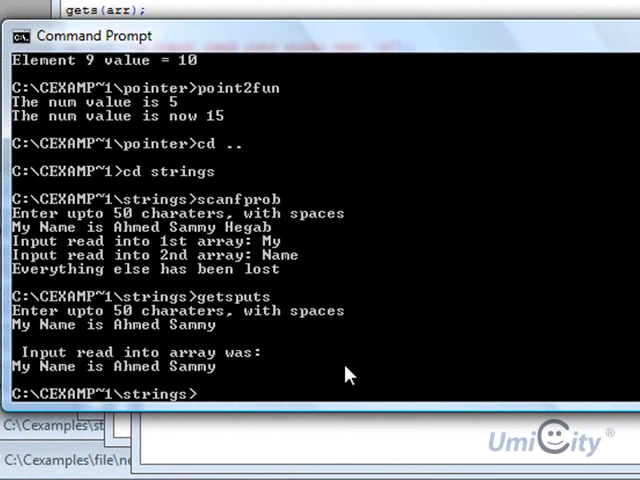 gets(arr);
Command Prompt
Element 9 value = 10
C:\CEXAMP~1\pointer>point2fun
The num value is 5
The num value is now 15
C:\CEXAMP~1\pointer>cd ..
C:\CEXAMP~1>cd strings
C:\CEXAMP~1\strings>scanfprob
Enter upto 50 charaters, with spaces
My Name is Ahmed Sammy Hegab
Input read into 1st array: My
Input read into 2nd array: Name
Everything else has been lost
C:\CEXAMP~1\strings>getsputs
Enter upto 50 charaters, with spaces
My Name is Ahmed Sammy
Input read into array was:
My Name is Ahmed Sammy
C:\CEXAMP~1\strings>
C:\Cexamples\st
UmiCity ®
C:\Cexamples\file\ne